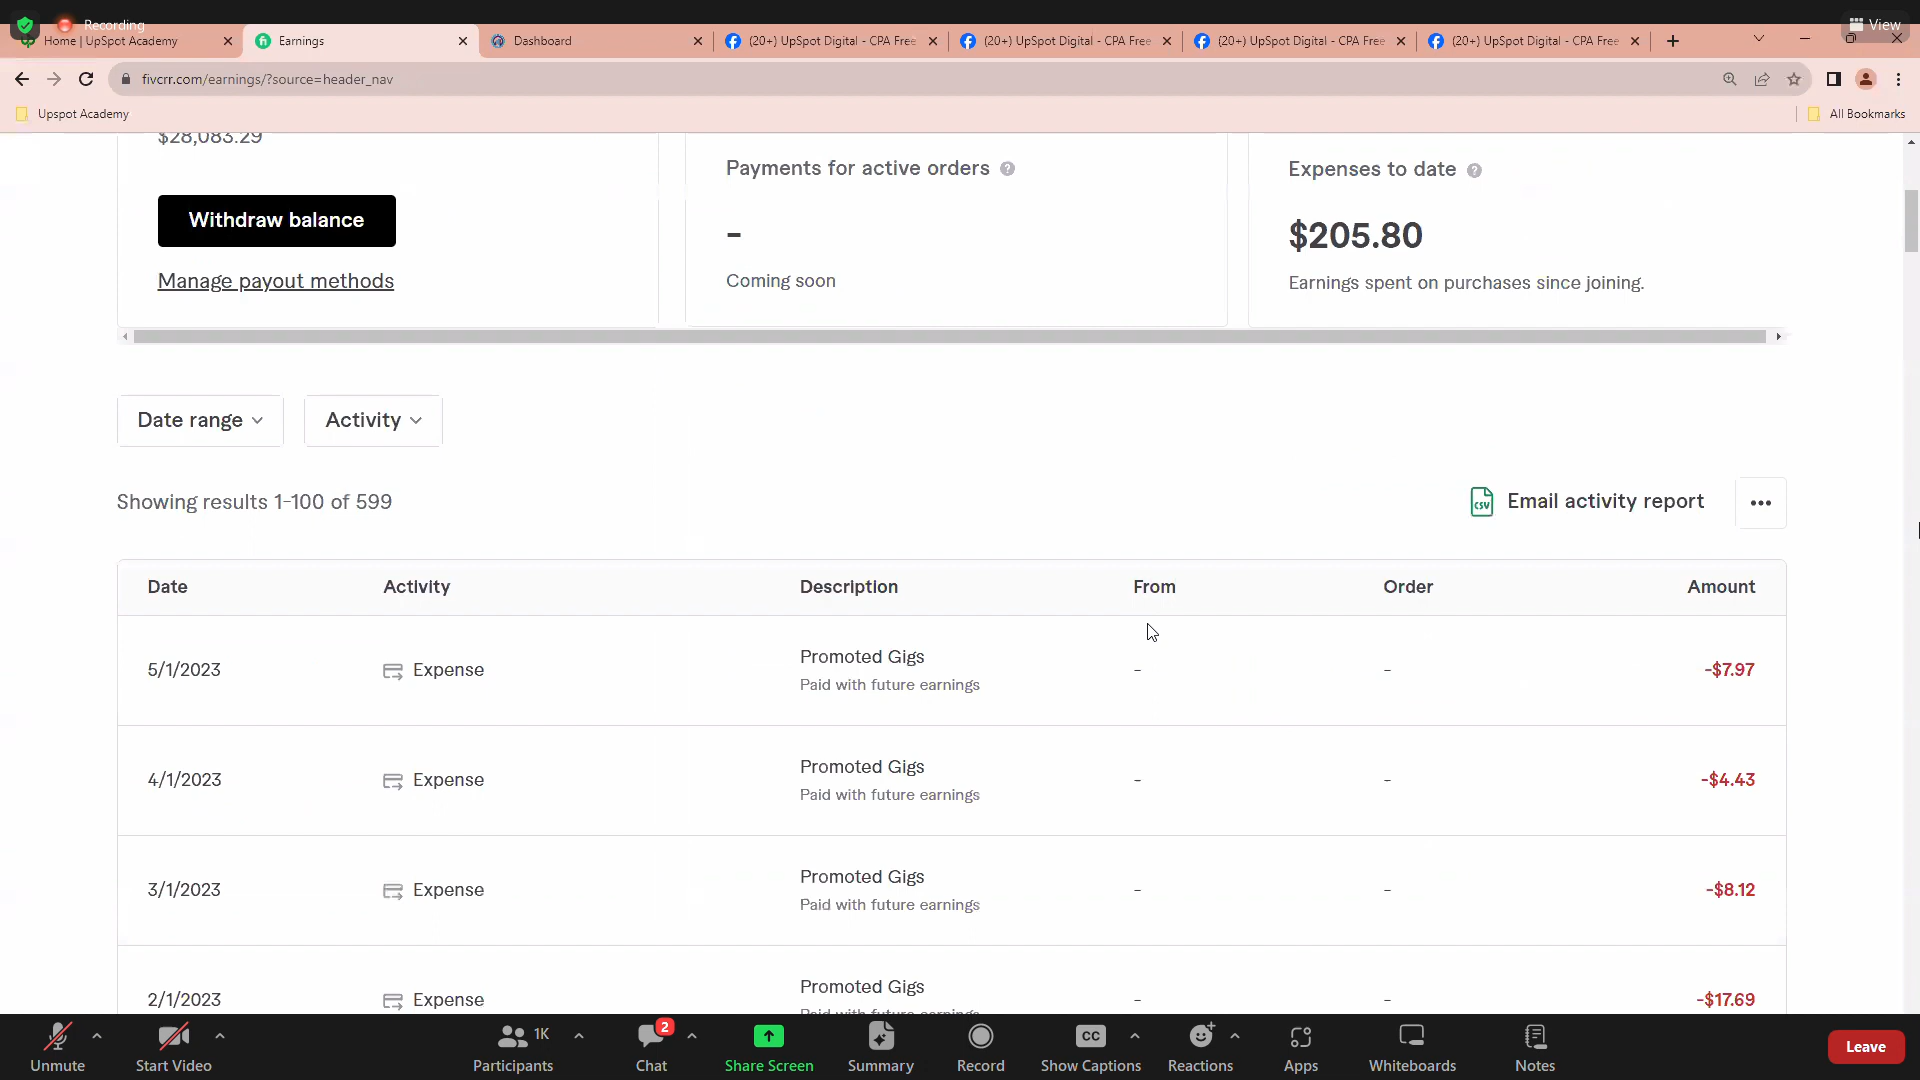 Recording
View
Home | UpSpot Academy
Earnings
Dashboard
(20+) UpSpot Digital - CPA Free
(20+) UpSpot Digital - CPA Free
(20+) UpSpot Digital - CPA Free
(20+) UpSpot Digital - CPA Free
fivcrr.com/earnings/?source=header_nav
Upspot Academy
All Bookmarks
$28,083.29
Withdraw balance
Manage payout methods
Payments for active orders
-
Coming soon
Expenses to date
$205.80
Earnings spent on purchases since joining.
Date range
Activity
Showing results 1-100 of 599
CSV Email activity report
Date Activity Description From Order Amount
5/1/2023 Expense Promoted Gigs - - -$7.97
Paid with future earnings
4/1/2023 Expense Promoted Gigs - - -$4.43
Paid with future earnings
3/1/2023 Expense Promoted Gigs - - -$8.12
Paid with future earnings
2/1/2023 Expense Promoted Gigs - - -$17.69
Paid with future earnings
1K
2
CC
Unmute
Start Video
Participants
Chat
Share Screen
Summary
Record
Show Captions
Reactions
Apps
Whiteboards
Notes
Leave